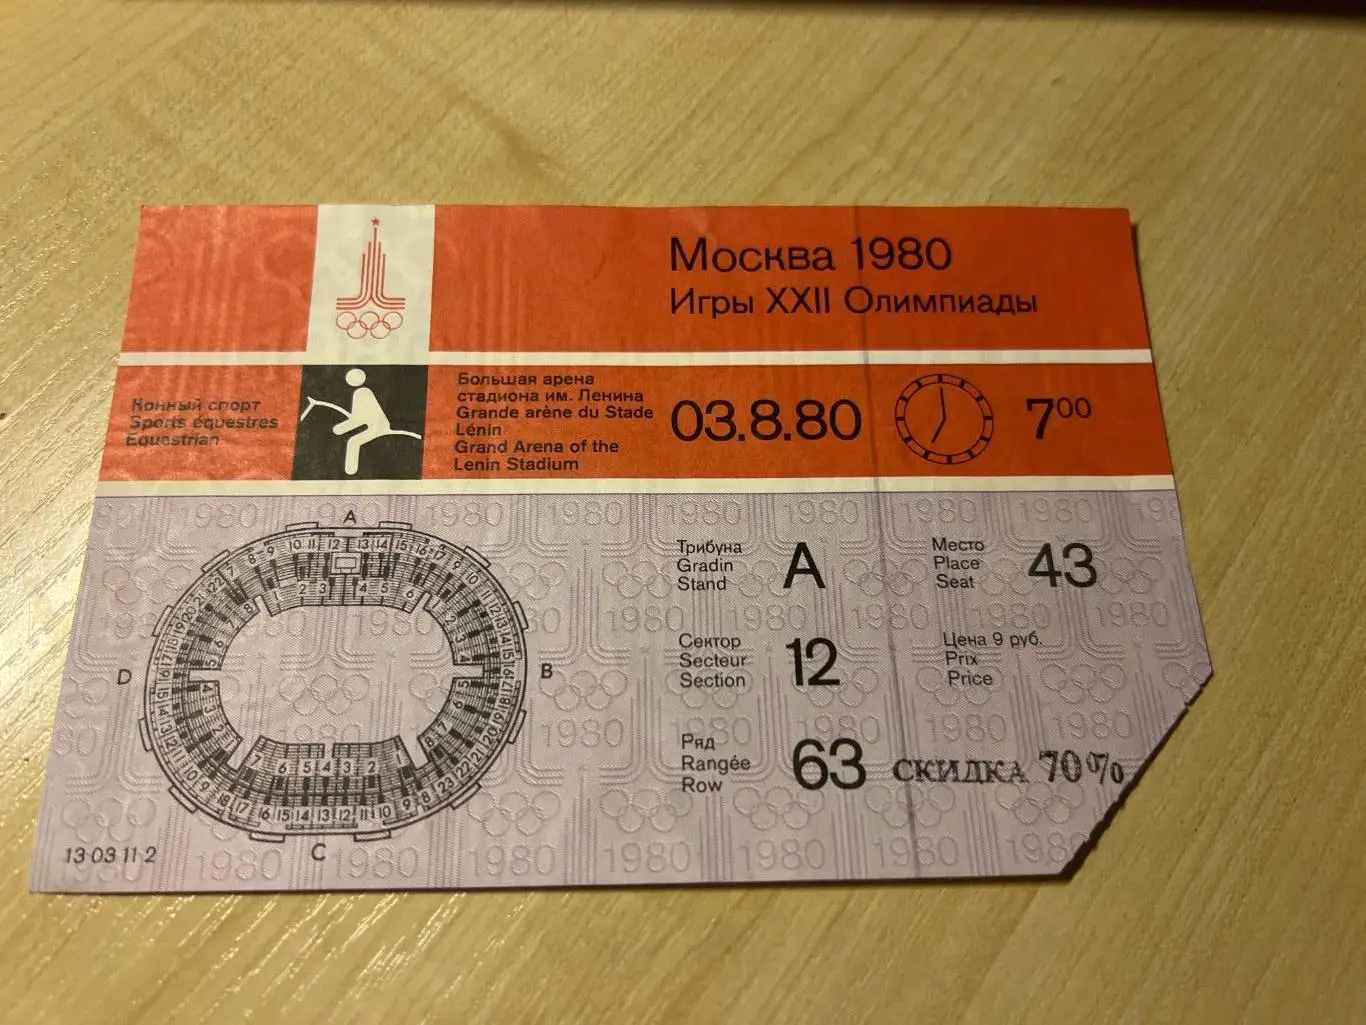 Москва 1980
Игры XXII Олимпиады
Конный спорт
Sports équestres
Equestrian
Большая арена
стадиона им. Ленина
Grande arène du Stade
Lénin
Grand Arena of the
Lenin Stadium
03.8.80
7 00
Трибуна
Gradin
Stand
A
Место
Place
Seat
43
Сектор
Secteur
Section
12
Цена 9 руб.
Prix
Price
Ряд
Rangée
Row
63
СКИДКА 70%
A
B
C
D
13 03 11 2